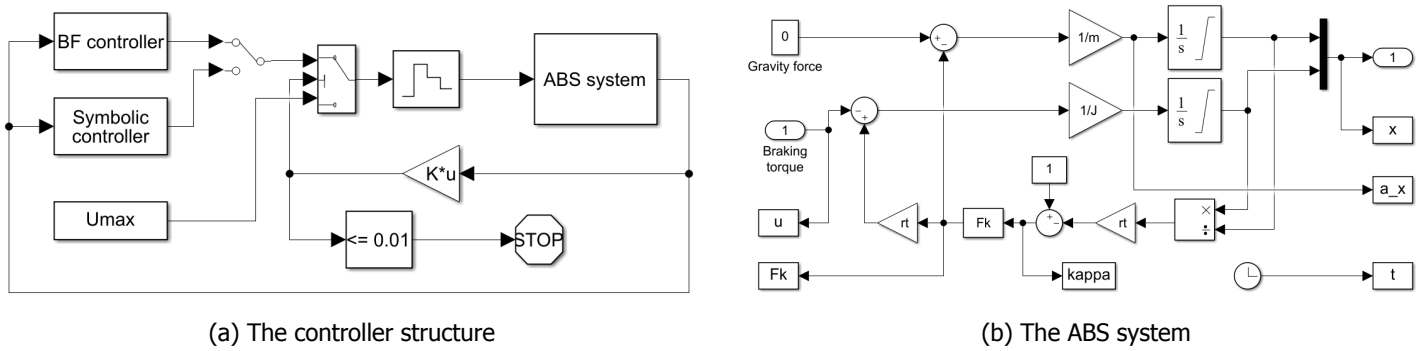 BF controller
Symbolic
controller
Umax
ABS system
K*u
<= 0.01
STOP
(a) The controller structure
0
Gravity force
1
Braking
torque
u
Fk
+
−
−
+
1/m
1/J
1
s
1
s
1
x
a_x
1
rt
Fk
+
−
rt
×
÷
kappa
t
(b) The ABS system